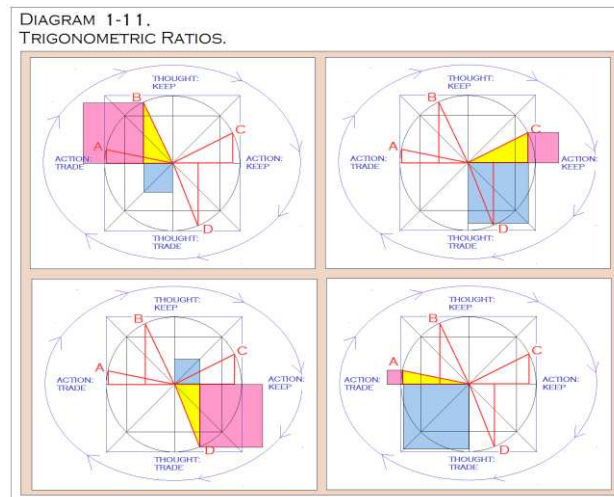 DIAGRAM 1-11.
TRIGONOMETRIC RATIOS.
THOUGHT:
KEEP
B
C
A
ACTION:
TRADE
ACTION:
KEEP
D
THOUGHT:
TRADE
THOUGHT:
KEEP
B
C
A
ACTION:
TRADE
ACTION:
KEEP
D
THOUGHT:
TRADE
THOUGHT:
KEEP
B
C
A
ACTION:
TRADE
ACTION:
KEEP
D
THOUGHT:
TRADE
THOUGHT:
KEEP
B
C
A
ACTION:
TRADE
ACTION:
KEEP
D
THOUGHT:
TRADE